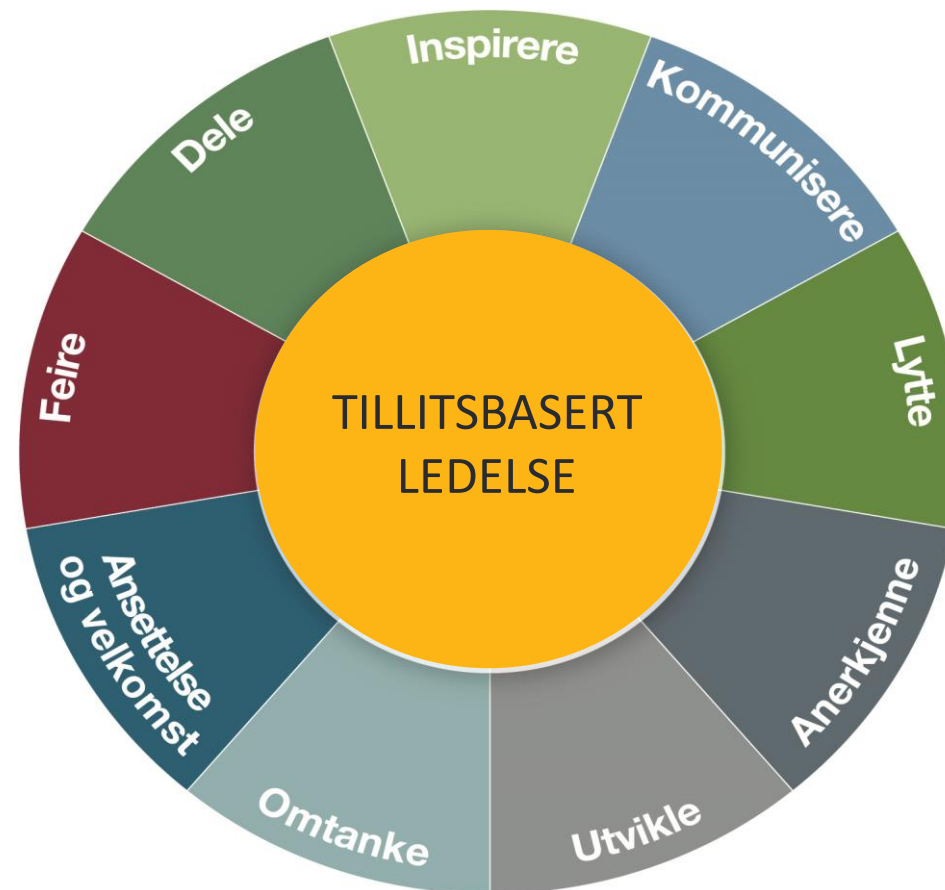 Inspirere
Kommunisere
Lytte
Anerkjenne
Utvikle
Omtanke
Ansettelse
og velkomst
Feire
Dele
TILLITSBASERT
LEDELSE